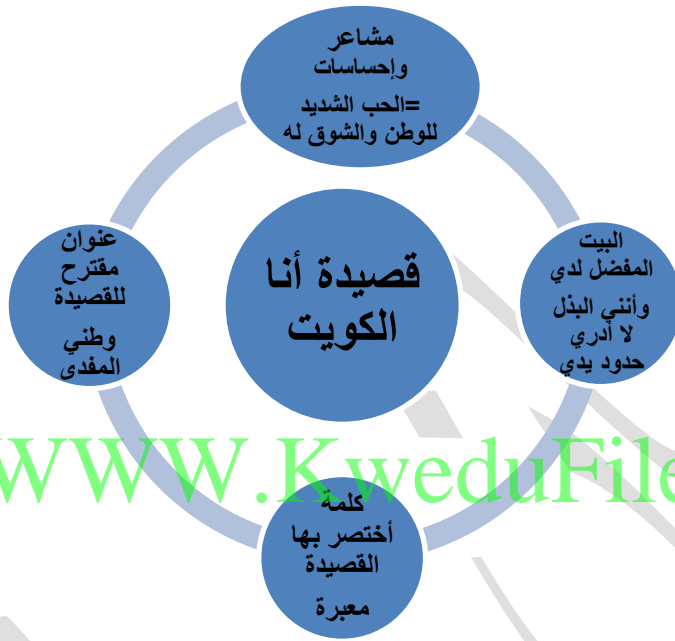 مشاعر
وإحساسات
=الحب الشديد
للوطن والشوق له
قصيدة أنا
الكويت
البيت
المفضل لدي
وأنني البذل
لا أدري
حدود يدي
عنوان
مقترح
للقصيدة
وطني
المفدى
كلمة
أختصر بها
القصيدة
معبرة
WWW.KweduFile